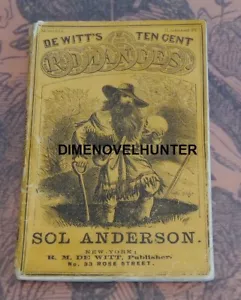 DE WITT'S TEN CENT
ROMANCES
DIMENOVELHUNTER
SOL ANDERSON.
NEW-YORK:
R. M. DE WITT, Publisher
No. 33 ROSE STREET.